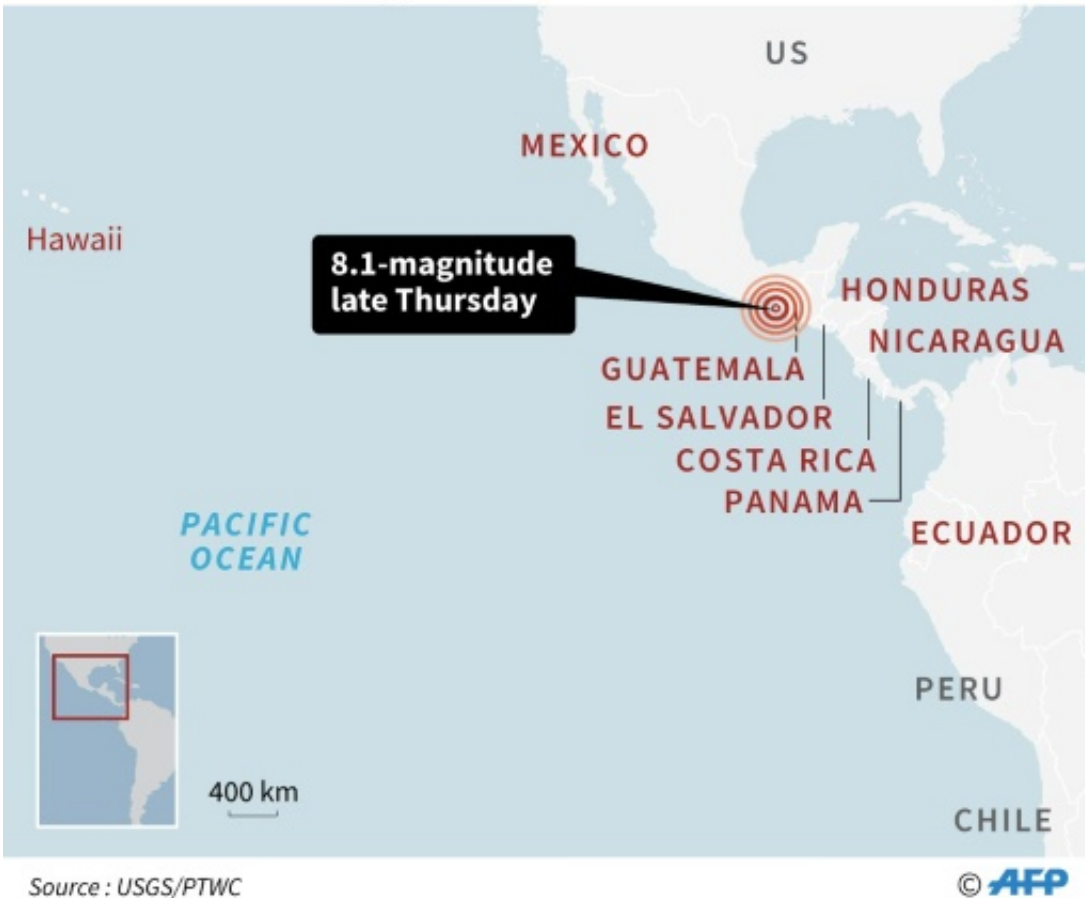 US
MEXICO
Hawaii
8.1-magnitude
late Thursday
HONDURAS
NICARAGUA
GUATEMALA
EL SALVADOR
COSTA RICA
PANAMA
PACIFIC
OCEAN
ECUADOR
PERU
400 km
CHILE
Source : USGS/PTWC
© AFP